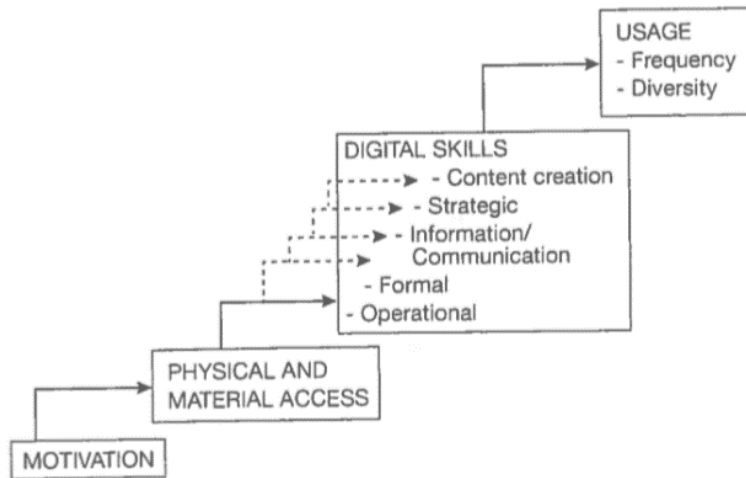 USAGE
- Frequency
- Diversity
DIGITAL SKILLS
- Content creation
- Strategic
- Information/
Communication
- Formal
- Operational
PHYSICAL AND
MATERIAL ACCESS
MOTIVATION